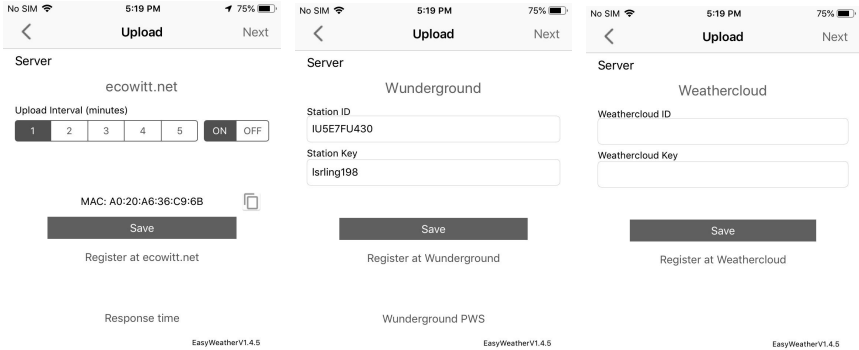 No SIM 5:19 PM 75%
Upload Next
Server
ecowitt.net
Upload Interval (minutes)
1 2 3 4 5 ON OFF
MAC: A0:20:A6:36:C9:6B
Save
Register at ecowitt.net
Response time
EasyWeatherV1.4.5
No SIM 5:19 PM 75%
Upload Next
Server
Wunderground
Station ID
IU5E7FU430
Station Key
lsrling198
Save
Register at Wunderground
Wunderground PWS
EasyWeatherV1.4.5
No SIM 5:19 PM 75%
Upload Next
Server
Weathercloud
Weathercloud ID
Weathercloud Key
Save
Register at Weathercloud
EasyWeatherV1.4.5